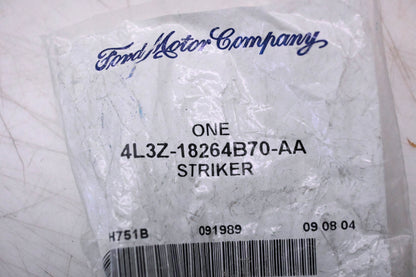 Ford Motor Company
ONE
4L3Z-18264B70-AA
STRIKER
H751B 091989 09 08 04